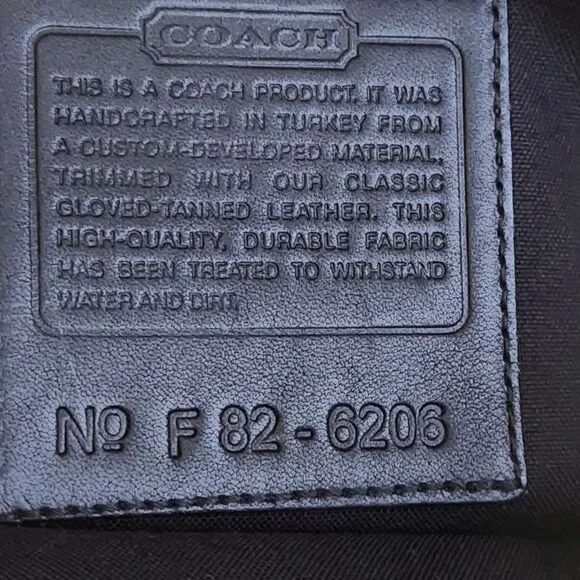 COACH
THIS IS A COACH PRODUCT. IT WAS
HANDCRAFTED IN TURKEY FROM
A CUSTOM-DEVELOPED MATERIAL,
TRIMMED WITH OUR CLASSIC
GLOVED-TANNED LEATHER. THIS
HIGH-QUALITY, DURABLE FABRIC
HAS BEEN TREATED TO WITHSTAND
WATER AND DIRT.
Nº F 82 - 6206